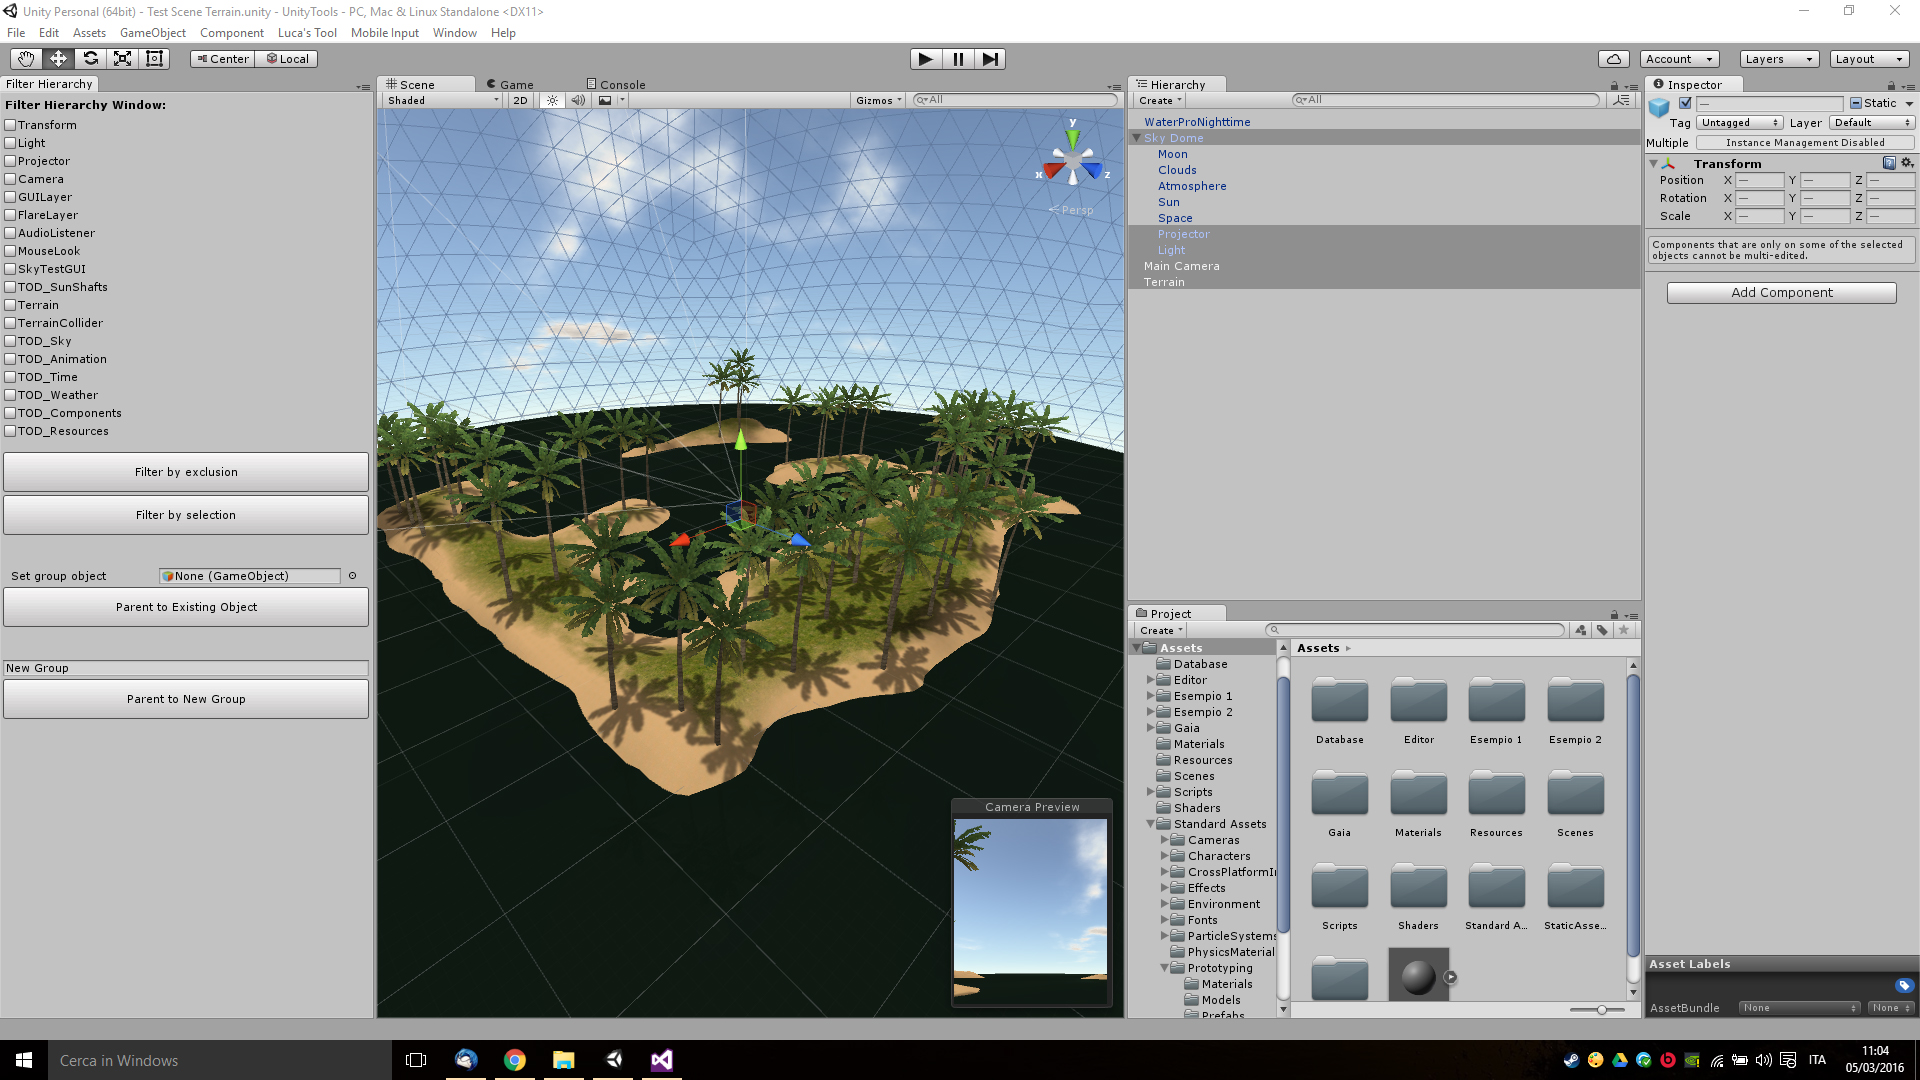 Unity Personal (64bit) - Test Scene Terrain.unity - UnityTools - PC, Mac & Linux Standalone <DX11>
File Edit Assets GameObject Component Luca's Tool Mobile Input Window Help
Center Local Account Layers Layout
Filter Hierarchy
Filter Hierarchy Window:
Transform
Light
Projector
Camera
GUILayer
FlareLayer
AudioListener
MouseLook
SkyTestGUI
TOD_SunShafts
Terrain
TerrainCollider
TOD_Sky
TOD_Animation
TOD_Time
TOD_Weather
TOD_Components
TOD_Resources
Filter by exclusion
Filter by selection
Set group object None (GameObject)
Parent to Existing Object
New Group
Parent to New Group
Scene Game Console
Shaded 2D Gizmos All
y
x z
Persp
Camera Preview
Hierarchy
Create All
WaterProNighttime
Sky Dome
Moon
Clouds
Atmosphere
Sun
Space
Projector
Light
Main Camera
Terrain
Project
Create
Assets
Database
Editor
Esempio 1
Esempio 2
Gaia
Materials
Resources
Scenes
Scripts
Shaders
Standard Assets
Cameras
Characters
CrossPlatformIn
Effects
Environment
Fonts
ParticleSystems
PhysicsMaterial
Prototyping
Materials
Models
Prefabs
Assets
Database Editor Esempio 1 Esempio 2
Gaia Materials Resources Scenes
Scripts Shaders Standard A... StaticAsse...
Inspector
— Static
Tag Untagged Layer Default
Multiple Instance Management Disabled
Transform
Position X — Y — Z —
Rotation X — Y — Z —
Scale X — Y — Z —
Components that are only on some of the selected
objects cannot be multi-edited.
Add Component
Asset Labels
AssetBundle None None
Cerca in Windows
ITA
11:04
05/03/2016